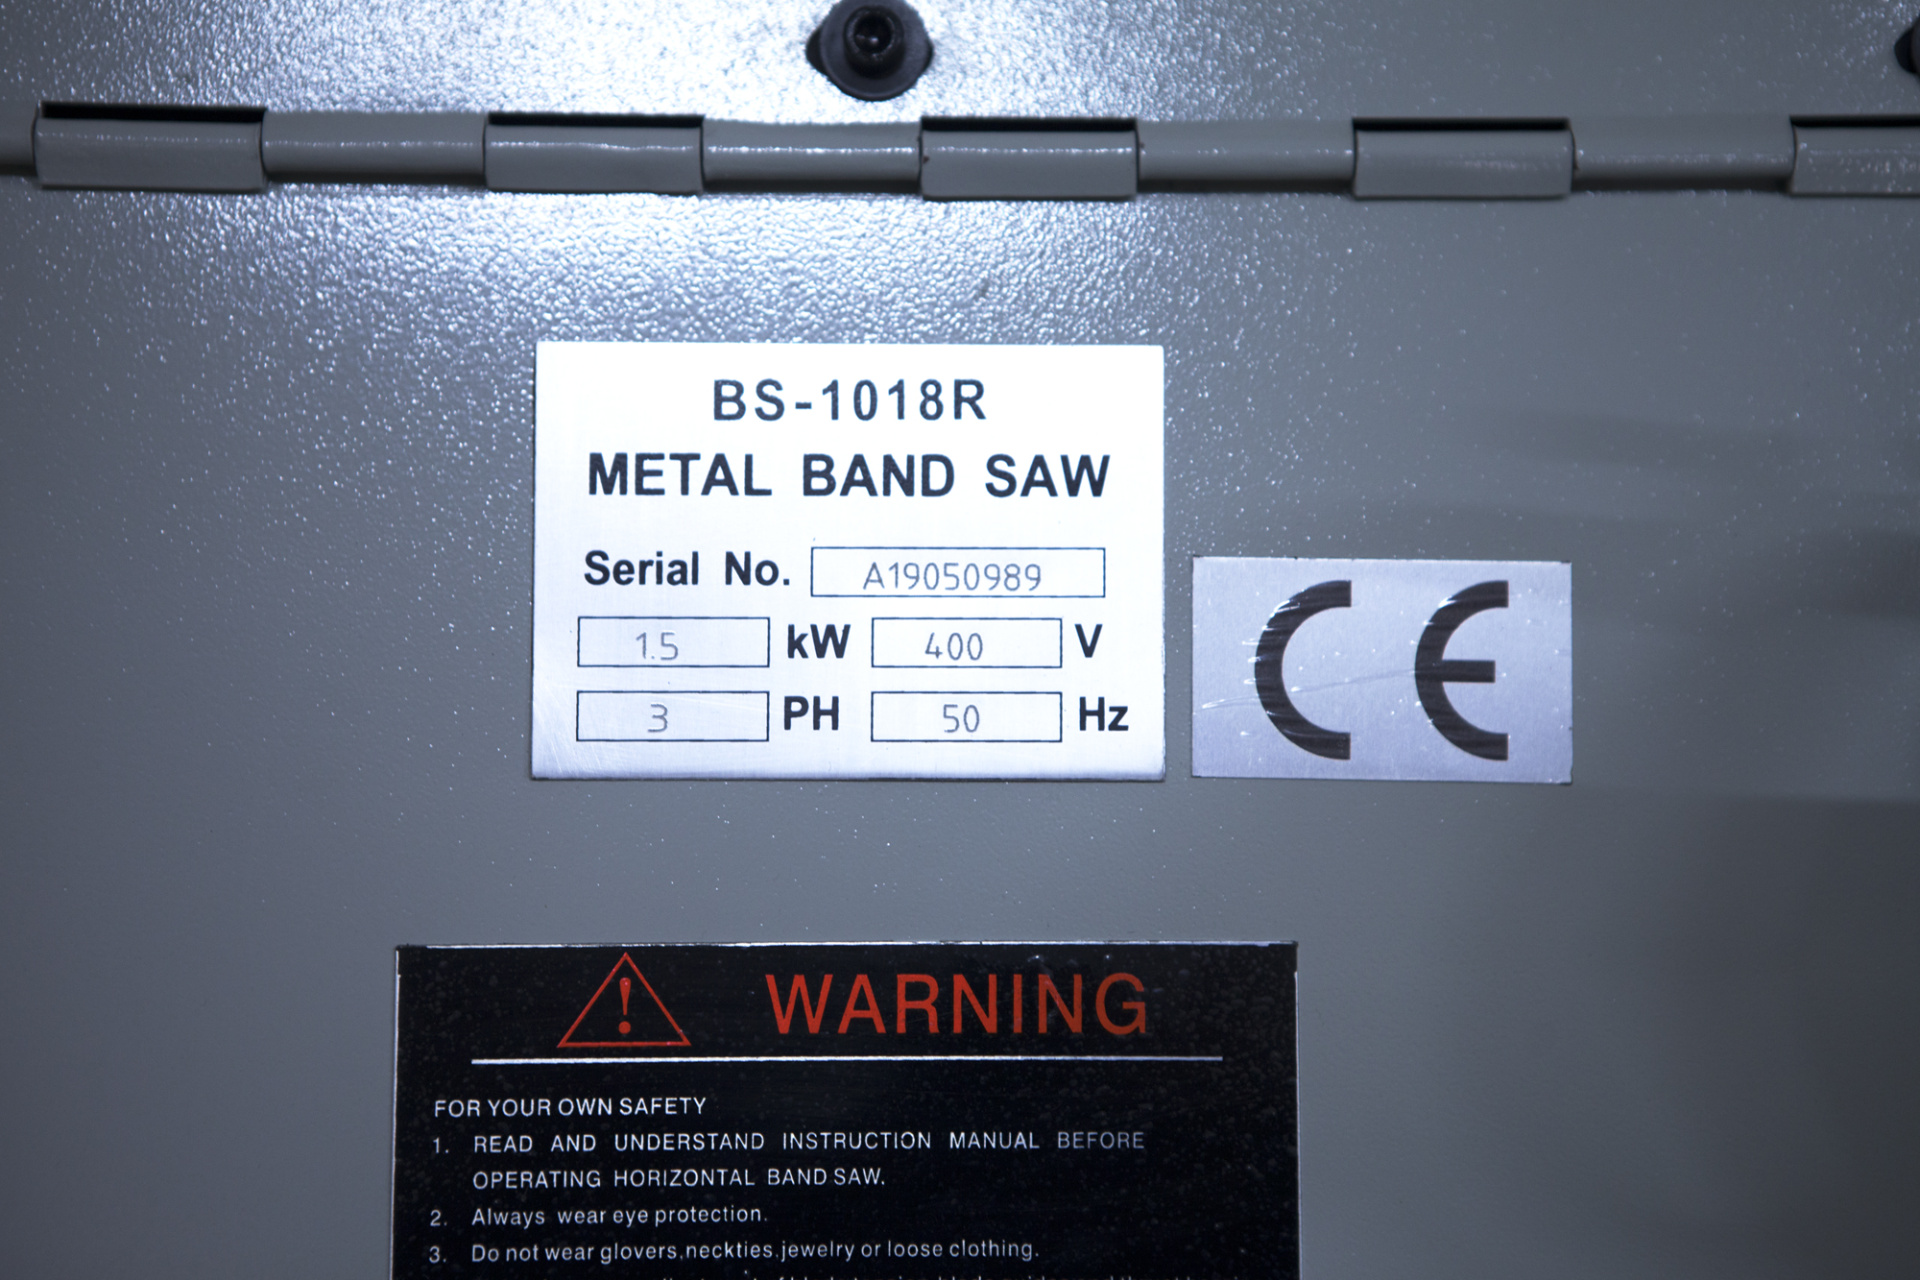 BS-1018R
METAL BAND SAW
Serial No. A19050989
1.5 kW 400 V
3 PH 50 Hz
CE
WARNING
FOR YOUR OWN SAFETY
1. READ AND UNDERSTAND INSTRUCTION MANUAL BEFORE
OPERATING HORIZONTAL BAND SAW.
2. Always wear eye protection.
3. Do not wear glovers,neckties,jewelry or loose clothing.